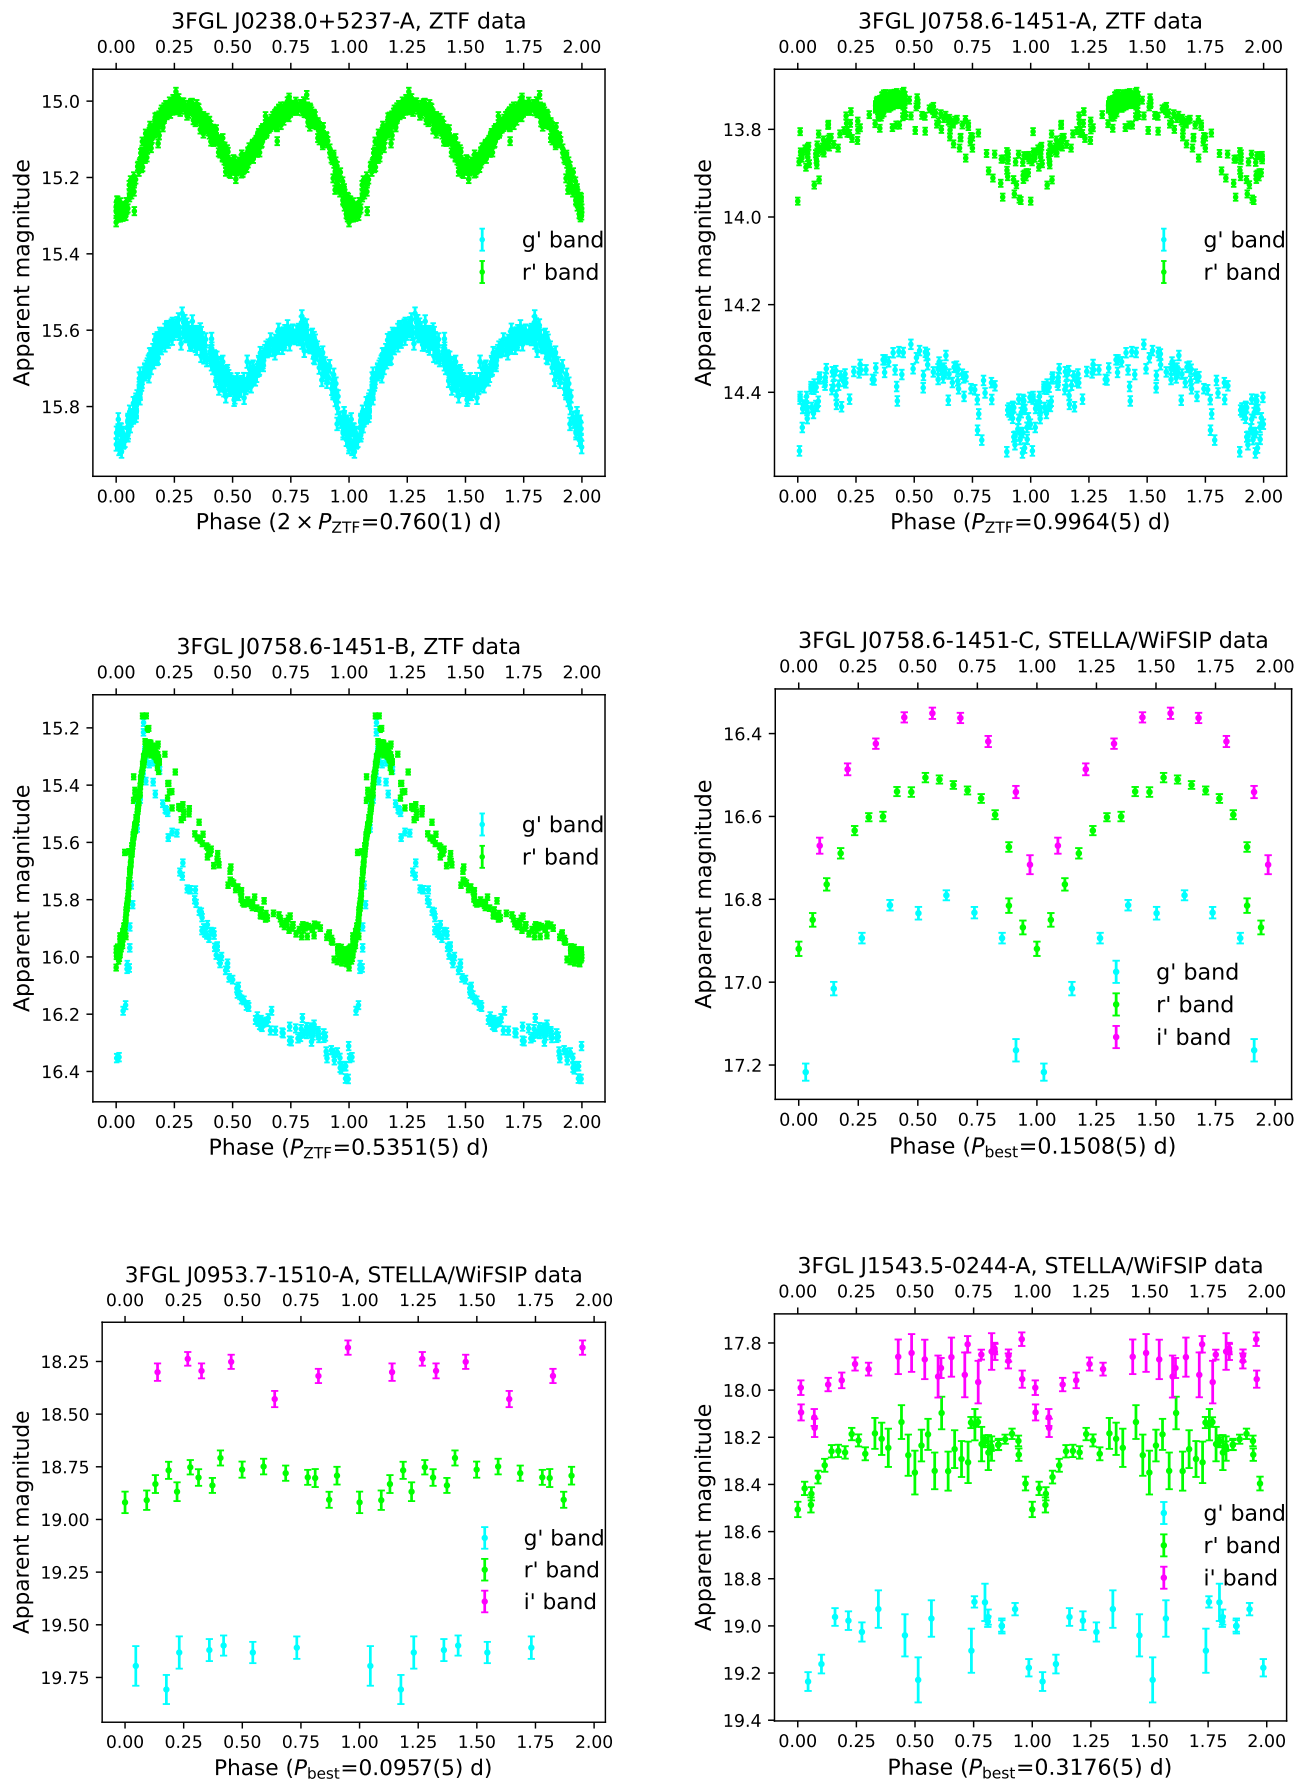 3FGL J0238.0+5237-A, ZTF data
0.00 0.25 0.50 0.75 1.00 1.25 1.50 1.75 2.00
Apparent magnitude
15.0
15.2
15.4
15.6
15.8
g' band
r' band
0.00 0.25 0.50 0.75 1.00 1.25 1.50 1.75 2.00
Phase (2 × P_ZTF=0.760(1) d)
3FGL J0758.6-1451-A, ZTF data
0.00 0.25 0.50 0.75 1.00 1.25 1.50 1.75 2.00
Apparent magnitude
13.8
14.0
14.2
14.4
g' band
r' band
0.00 0.25 0.50 0.75 1.00 1.25 1.50 1.75 2.00
Phase (P_ZTF=0.9964(5) d)
3FGL J0758.6-1451-B, ZTF data
0.00 0.25 0.50 0.75 1.00 1.25 1.50 1.75 2.00
Apparent magnitude
15.2
15.4
15.6
15.8
16.0
16.2
16.4
g' band
r' band
0.00 0.25 0.50 0.75 1.00 1.25 1.50 1.75 2.00
Phase (P_ZTF=0.5351(5) d)
3FGL J0758.6-1451-C, STELLA/WiFSIP data
0.00 0.25 0.50 0.75 1.00 1.25 1.50 1.75 2.00
Apparent magnitude
16.4
16.6
16.8
17.0
17.2
g' band
r' band
i' band
0.00 0.25 0.50 0.75 1.00 1.25 1.50 1.75 2.00
Phase (P_best=0.1508(5) d)
3FGL J0953.7-1510-A, STELLA/WiFSIP data
0.00 0.25 0.50 0.75 1.00 1.25 1.50 1.75 2.00
Apparent magnitude
18.25
18.50
18.75
19.00
19.25
19.50
19.75
g' band
r' band
i' band
0.00 0.25 0.50 0.75 1.00 1.25 1.50 1.75 2.00
Phase (P_best=0.0957(5) d)
3FGL J1543.5-0244-A, STELLA/WiFSIP data
0.00 0.25 0.50 0.75 1.00 1.25 1.50 1.75 2.00
Apparent magnitude
17.8
18.0
18.2
18.4
18.6
18.8
19.0
19.2
19.4
g' band
r' band
i' band
0.00 0.25 0.50 0.75 1.00 1.25 1.50 1.75 2.00
Phase (P_best=0.3176(5) d)